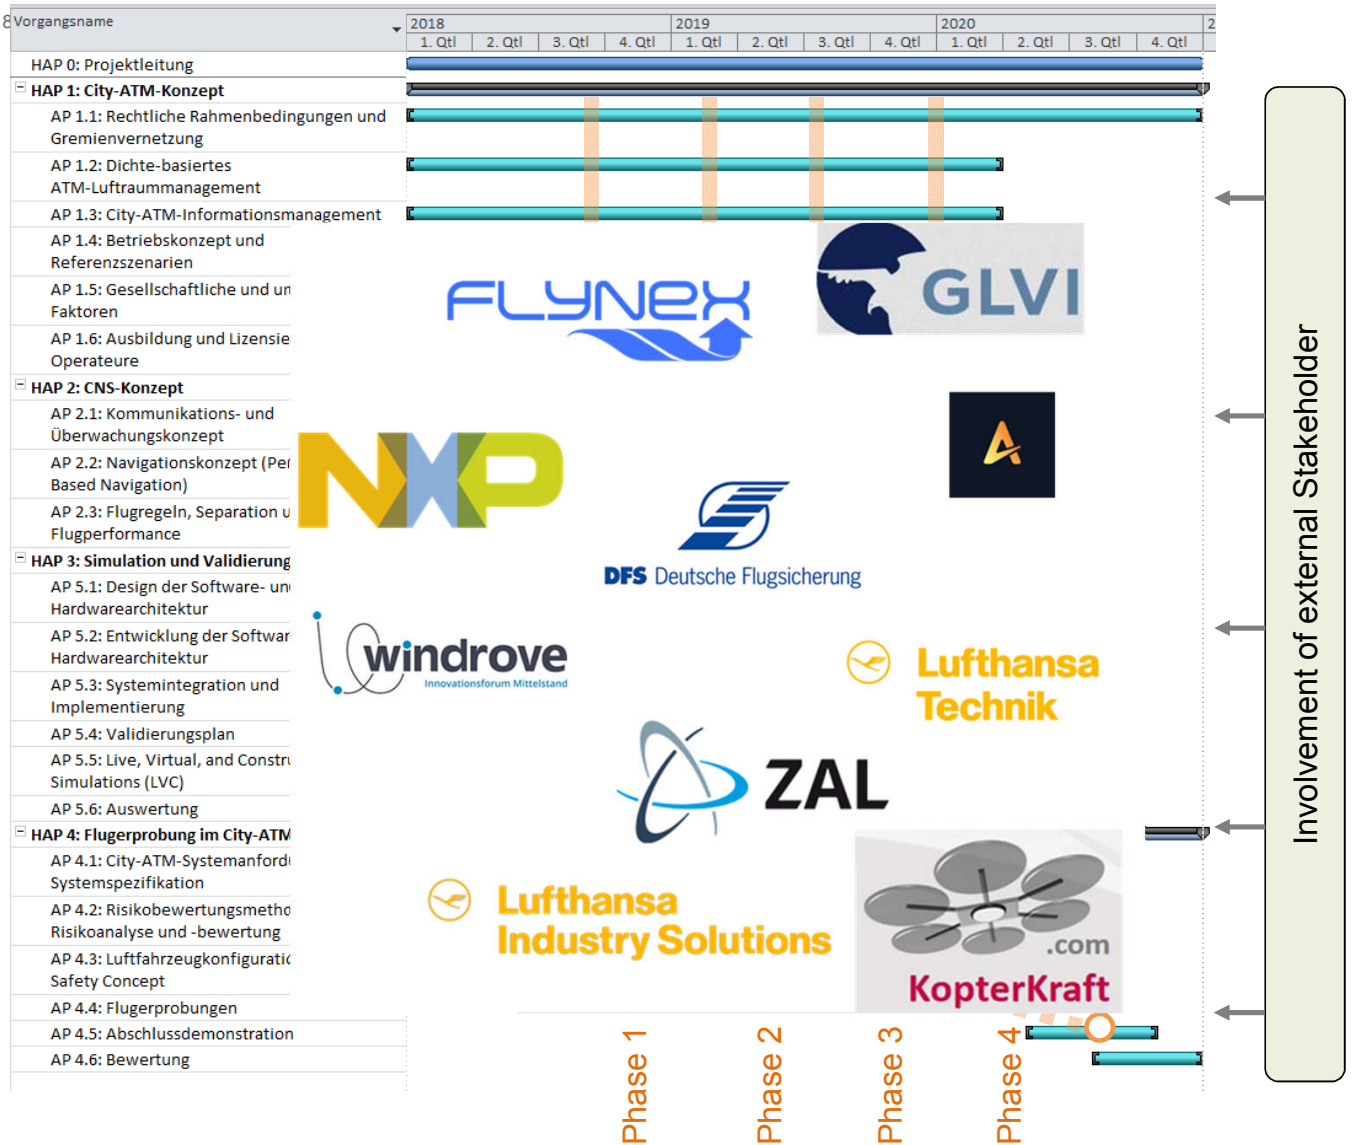 8
Vorgangsname
2018
2019
2020
2
1. Qtl 2. Qtl 3. Qtl 4. Qtl 1. Qtl 2. Qtl 3. Qtl 4. Qtl 1. Qtl 2. Qtl 3. Qtl 4. Qtl
HAP 0: Projektleitung
HAP 1: City-ATM-Konzept
AP 1.1: Rechtliche Rahmenbedingungen und
Gremienvernetzung
AP 1.2: Dichte-basiertes
ATM-Luftraummanagement
AP 1.3: City-ATM-Informationsmanagement
AP 1.4: Betriebskonzept und
Referenzszenarien
AP 1.5: Gesellschaftliche und
Faktoren
AP 1.6: Ausbildung und Lizensie
Operateure
HAP 2: CNS-Konzept
AP 2.1: Kommunikations- und
Überwachungskonzept
AP 2.2: Navigationskonzept (Per
Based Navigation)
AP 2.3: Flugregeln, Separation u
Flugperformance
HAP 3: Simulation und Validierung
AP 5.1: Design der Software- un
Hardwarearchitektur
AP 5.2: Entwicklung der Softwar
Hardwarearchitektur
AP 5.3: Systemintegration und
Implementierung
AP 5.4: Validierungsplan
AP 5.5: Live, Virtual, and Constru
Simulations (LVC)
AP 5.6: Auswertung
HAP 4: Flugerprobung im City-ATM
AP 4.1: City-ATM-Systemanford
Systemspezifikation
AP 4.2: Risikobewertungsmetho
Risikoanalyse und -bewertung
AP 4.3: Luftfahrzeugkonfiguratio
Safety Concept
AP 4.4: Flugerprobungen
AP 4.5: Abschlussdemonstration
AP 4.6: Bewertung
FLYNEX
GLVI
NXP
A
DFS Deutsche Flugsicherung
windrove
Innovationsforum Mittelstand
Lufthansa
Technik
ZAL
Lufthansa
Industry Solutions
.com
KopterKraft
Phase 1
Phase 2
Phase 3
Phase 4
Involvement of external Stakeholder